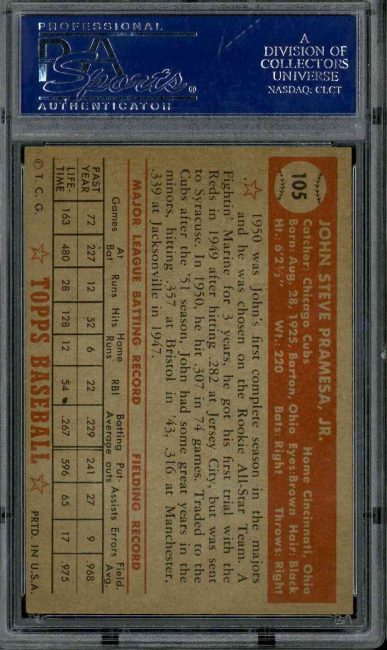 PROFESSIONAL
PSA
Sports
®
AUTHENTICATOR
A
DIVISION OF
COLLECTORS
UNIVERSE
NASDAQ: CLCT
105
JOHN STEVE PRAMESA, JR.
Catcher: Chicago Cubs Home Cincinnati, Ohio
Born: Aug. 28, 1925, Barton, Ohio Eyes: Brown Hair: Black
Ht.: 6'2½" Wt.: 220 Bats: Right Throws: Right
1950 was John's first complete season in the majors
and he was chosen on the Rookie All-Star Team. A
Fightin' Marine for 3 years, he got his first trial with the
Reds in 1949 after hitting .282 at Jersey City, but was sent
to Syracuse. In 1950, he hit .307 in 74 games. Traded to the
Cubs after the '51 season, John had some great years in the
minors, hitting .357 at Bristol in '43, .316 at Manchester,
.339 at Jacksonville in 1947.
MAJOR LEAGUE BATTING RECORD FIELDING RECORD
Games At Bat Runs Hits Home Runs RBI Batting Average Put-outs Assists Errors Field. Avg.
PAST YEAR 72 227 12 52 6 22 .229 241 27 9 .968
LIFE-TIME 163 480 28 128 12 54 .267 596 65 17 .975
© T. C. G. TOPPS BASEBALL PRTD. IN U.S.A.